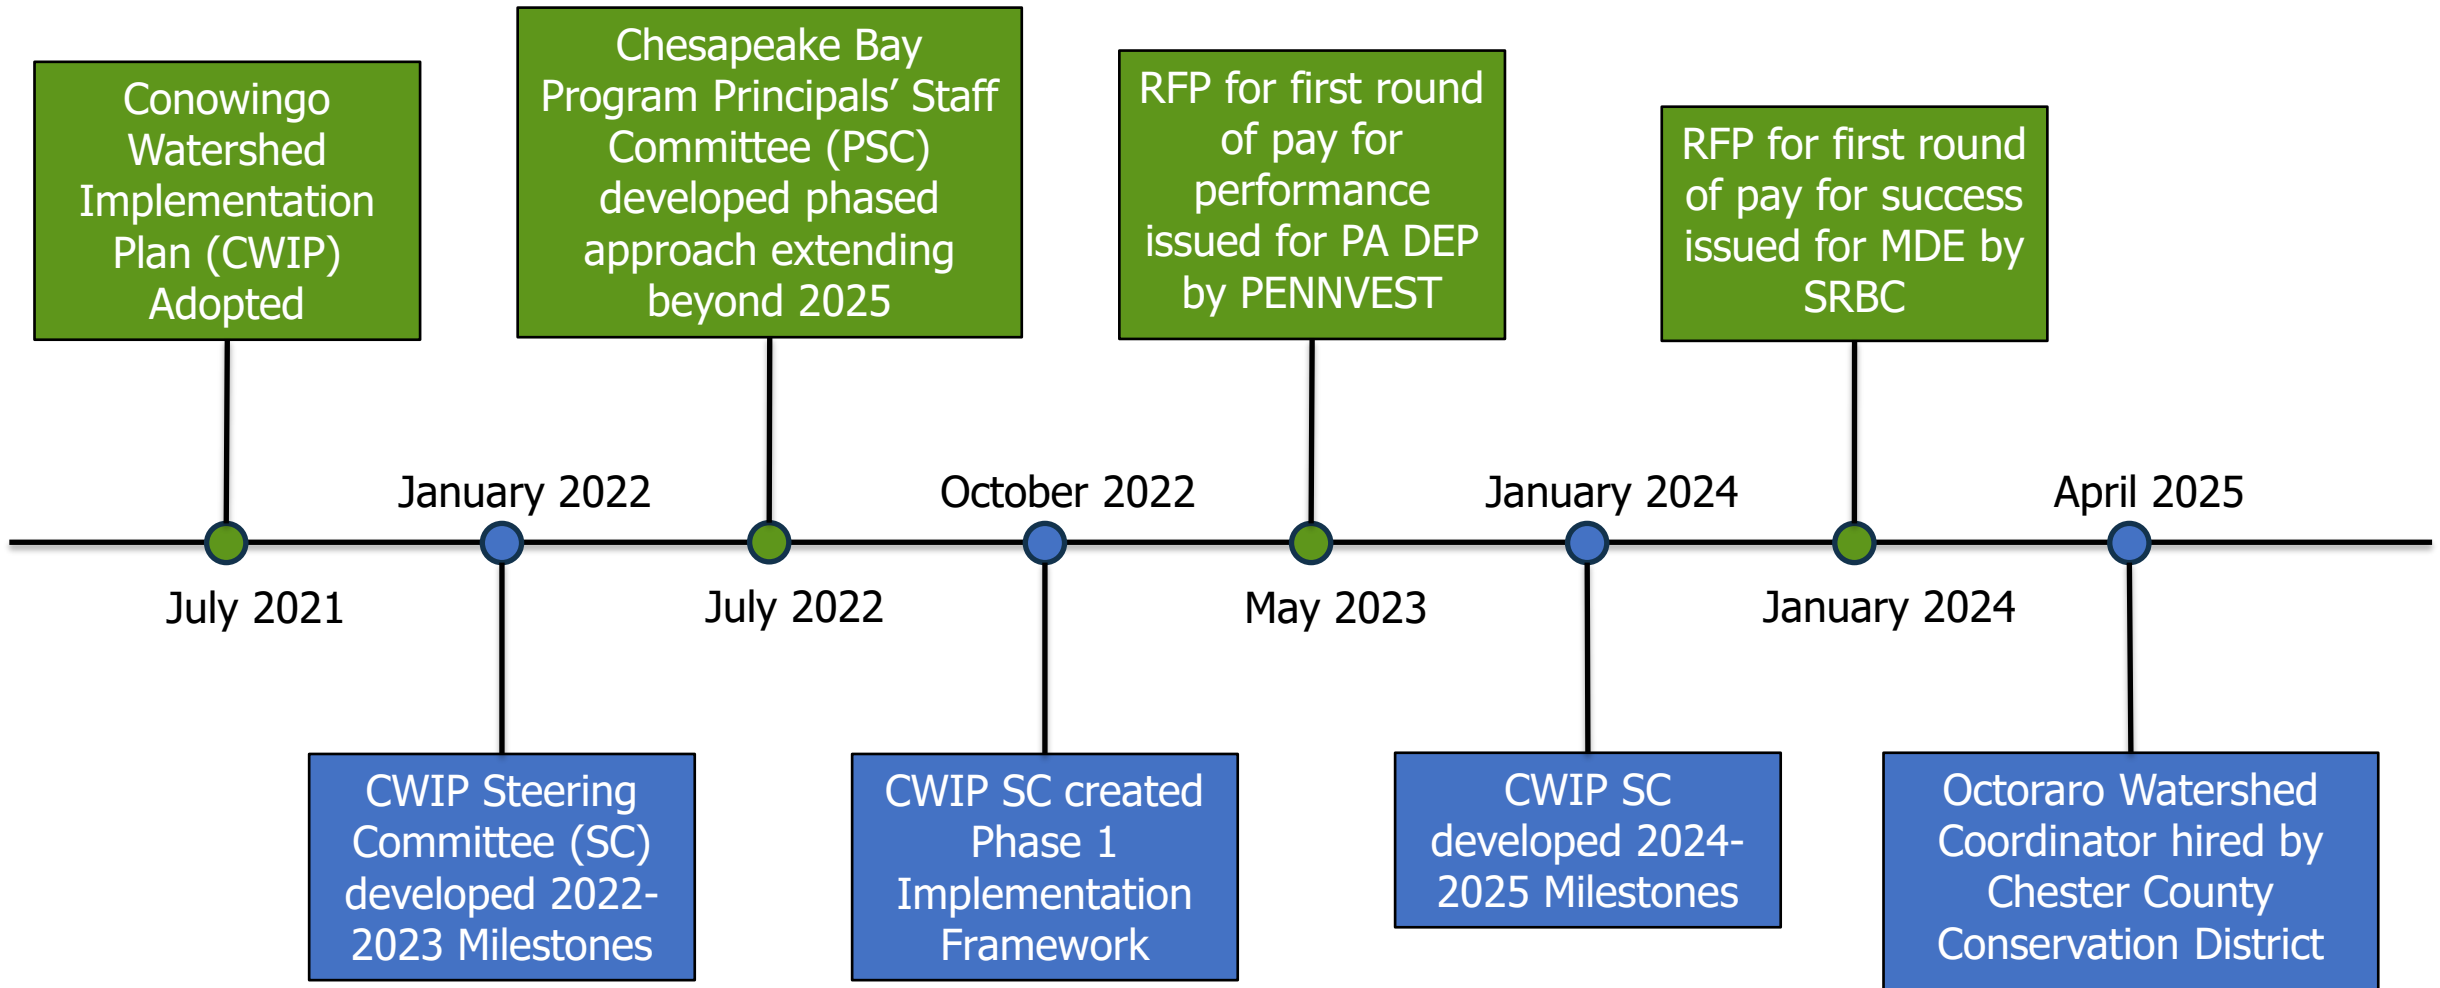 Conowingo
Watershed
Implementation
Plan (CWIP)
Adopted
Chesapeake Bay
Program Principals’ Staff
Committee (PSC)
developed phased
approach extending
beyond 2025
RFP for first round
of pay for
performance
issued for PA DEP
by PENNVEST
RFP for first round
of pay for success
issued for MDE by
SRBC
January 2022
October 2022
January 2024
April 2025
July 2021
July 2022
May 2023
January 2024
CWIP Steering
Committee (SC)
developed 2022-
2023 Milestones
CWIP SC created
Phase 1
Implementation
Framework
CWIP SC
developed 2024-
2025 Milestones
Octoraro Watershed
Coordinator hired by
Chester County
Conservation District